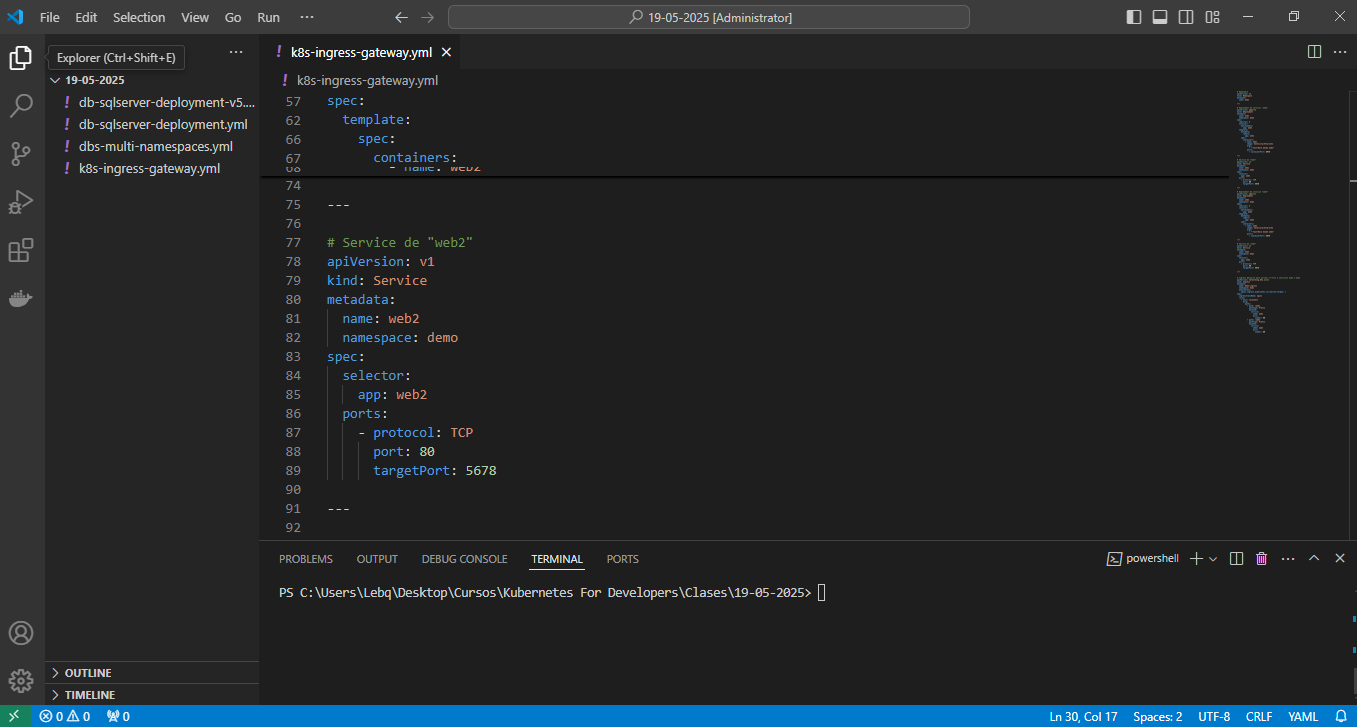 File Edit Selection View Go Run ···
19-05-2025 [Administrator]
Explorer (Ctrl+Shift+E)
19-05-2025
! db-sqlserver-deployment-v5....
! db-sqlserver-deployment.yml
! dbs-multi-namespaces.yml
! k8s-ingress-gateway.yml
OUTLINE
TIMELINE
! k8s-ingress-gateway.yml
! k8s-ingress-gateway.yml
57 spec:
62 template:
66 spec:
67 containers:
68 - name: web2
74
75 ---
76
77 # Service de "web2"
78 apiVersion: v1
79 kind: Service
80 metadata:
81 name: web2
82 namespace: demo
83 spec:
84 selector:
85 app: web2
86 ports:
87 - protocol: TCP
88 port: 80
89 targetPort: 5678
90
91 ---
92
PROBLEMS OUTPUT DEBUG CONSOLE TERMINAL PORTS
powershell
PS C:\Users\Lebq\Desktop\Cursos\Kubernetes For Developers\Clases\19-05-2025>
0 0 0
Ln 30, Col 17 Spaces: 2 UTF-8 CRLF YAML